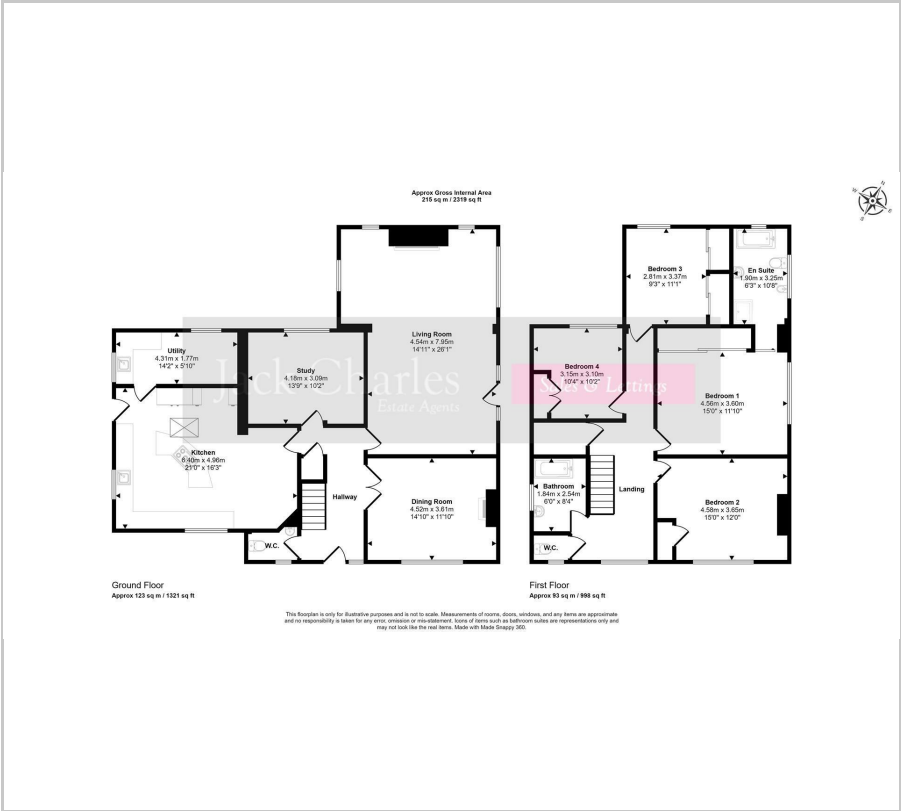 Approx Gross Internal Area
215 sq m / 2319 sq ft
N
W
E
S
Utility
4.31m x 1.77m
14'2" x 5'10"
Study
4.18m x 3.09m
13'9" x 10'2"
Living Room
4.54m x 7.95m
14'11" x 26'1"
Kitchen
6.40m x 4.96m
21'0" x 16'3"
Hallway
Dining Room
4.52m x 3.61m
14'10" x 11'10"
W.C.
Ground Floor
Approx 123 sq m / 1321 sq ft
Bedroom 3
2.81m x 3.37m
9'3" x 11'1"
En Suite
1.90m x 3.25m
6'3" x 10'8"
Bedroom 4
3.15m x 3.10m
10'4" x 10'2"
Bedroom 1
4.56m x 3.60m
15'0" x 11'10"
Bathroom
1.84m x 2.54m
6'0" x 8'4"
Landing
Bedroom 2
4.58m x 3.65m
15'0" x 12'0"
W.C.
First Floor
Approx 93 sq m / 998 sq ft
Jack Charles
Estate Agents
Sales & Lettings
This floorplan is only for illustrative purposes and is not to scale. Measurements of rooms, doors, windows, and any items are approximate
and no responsibility is taken for any error, omission or mis-statement. Icons of items such as bathroom suites are representations only and
may not look like the real items. Made with Made Snappy 360.